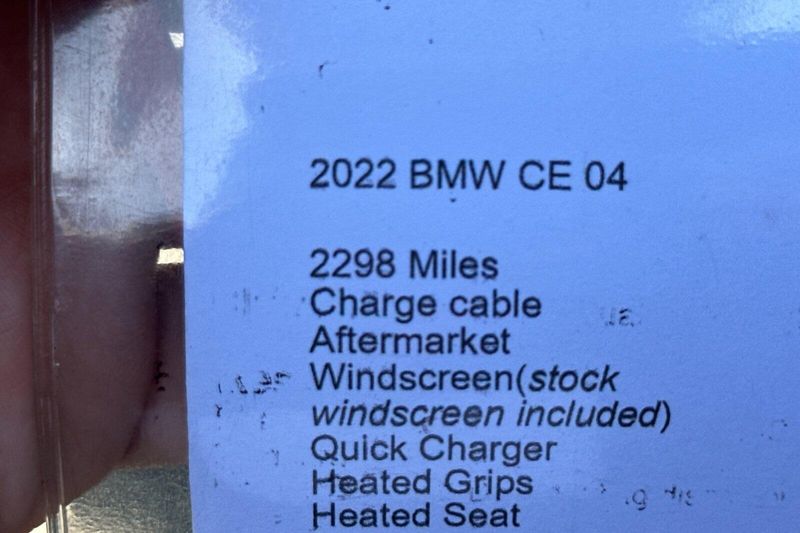 2022 BMW CE 04
2298 Miles
Charge cable
Aftermarket
Windscreen(stock
windscreen included)
Quick Charger
Heated Grips
Heated Seat